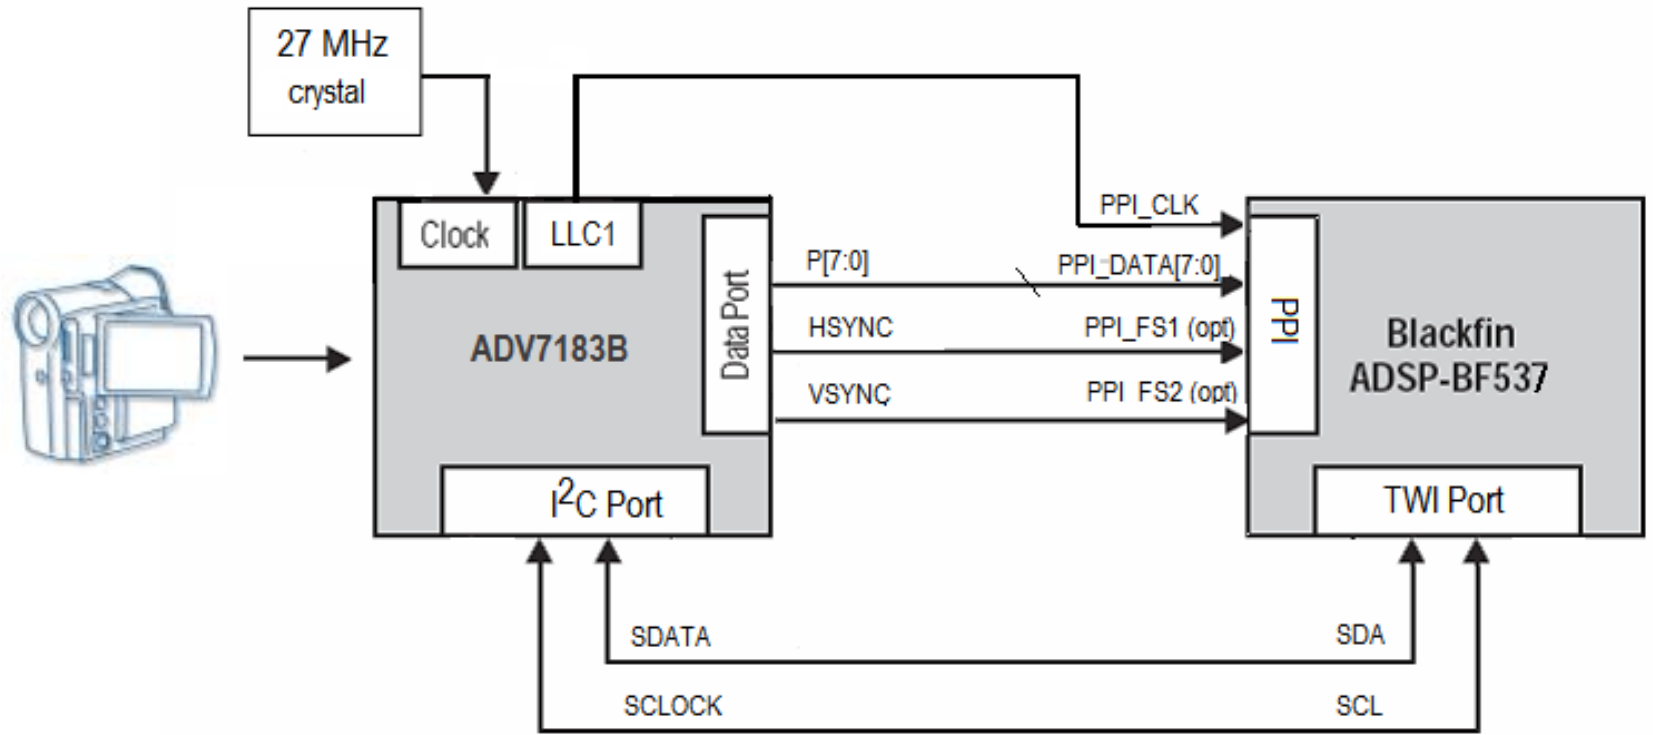 27 MHz
crystal
Clock
LLC1
PPI_CLK
P[7:0]
PPI_DATA[7:0]
HSYNC
PPI_FS1 (opt)
VSYNC
PPI_FS2 (opt)
Data Port
PPI
ADV7183B
Blackfin
ADSP-BF537
I²C Port
TWI Port
SDATA
SDA
SCLOCK
SCL